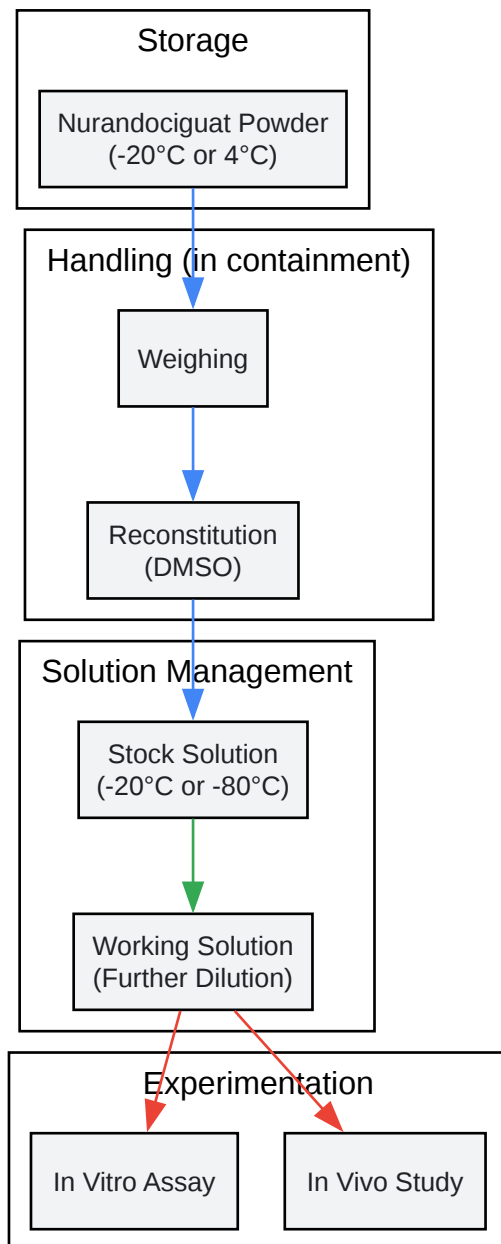 Storage
Nurandociguat Powder
(-20°C or 4°C)
Handling (in containment)
Weighing
Reconstitution
(DMSO)
Solution Management
Stock Solution
(-20°C or -80°C)
Working Solution
(Further Dilution)
Experimentation
In Vitro Assay
In Vivo Study